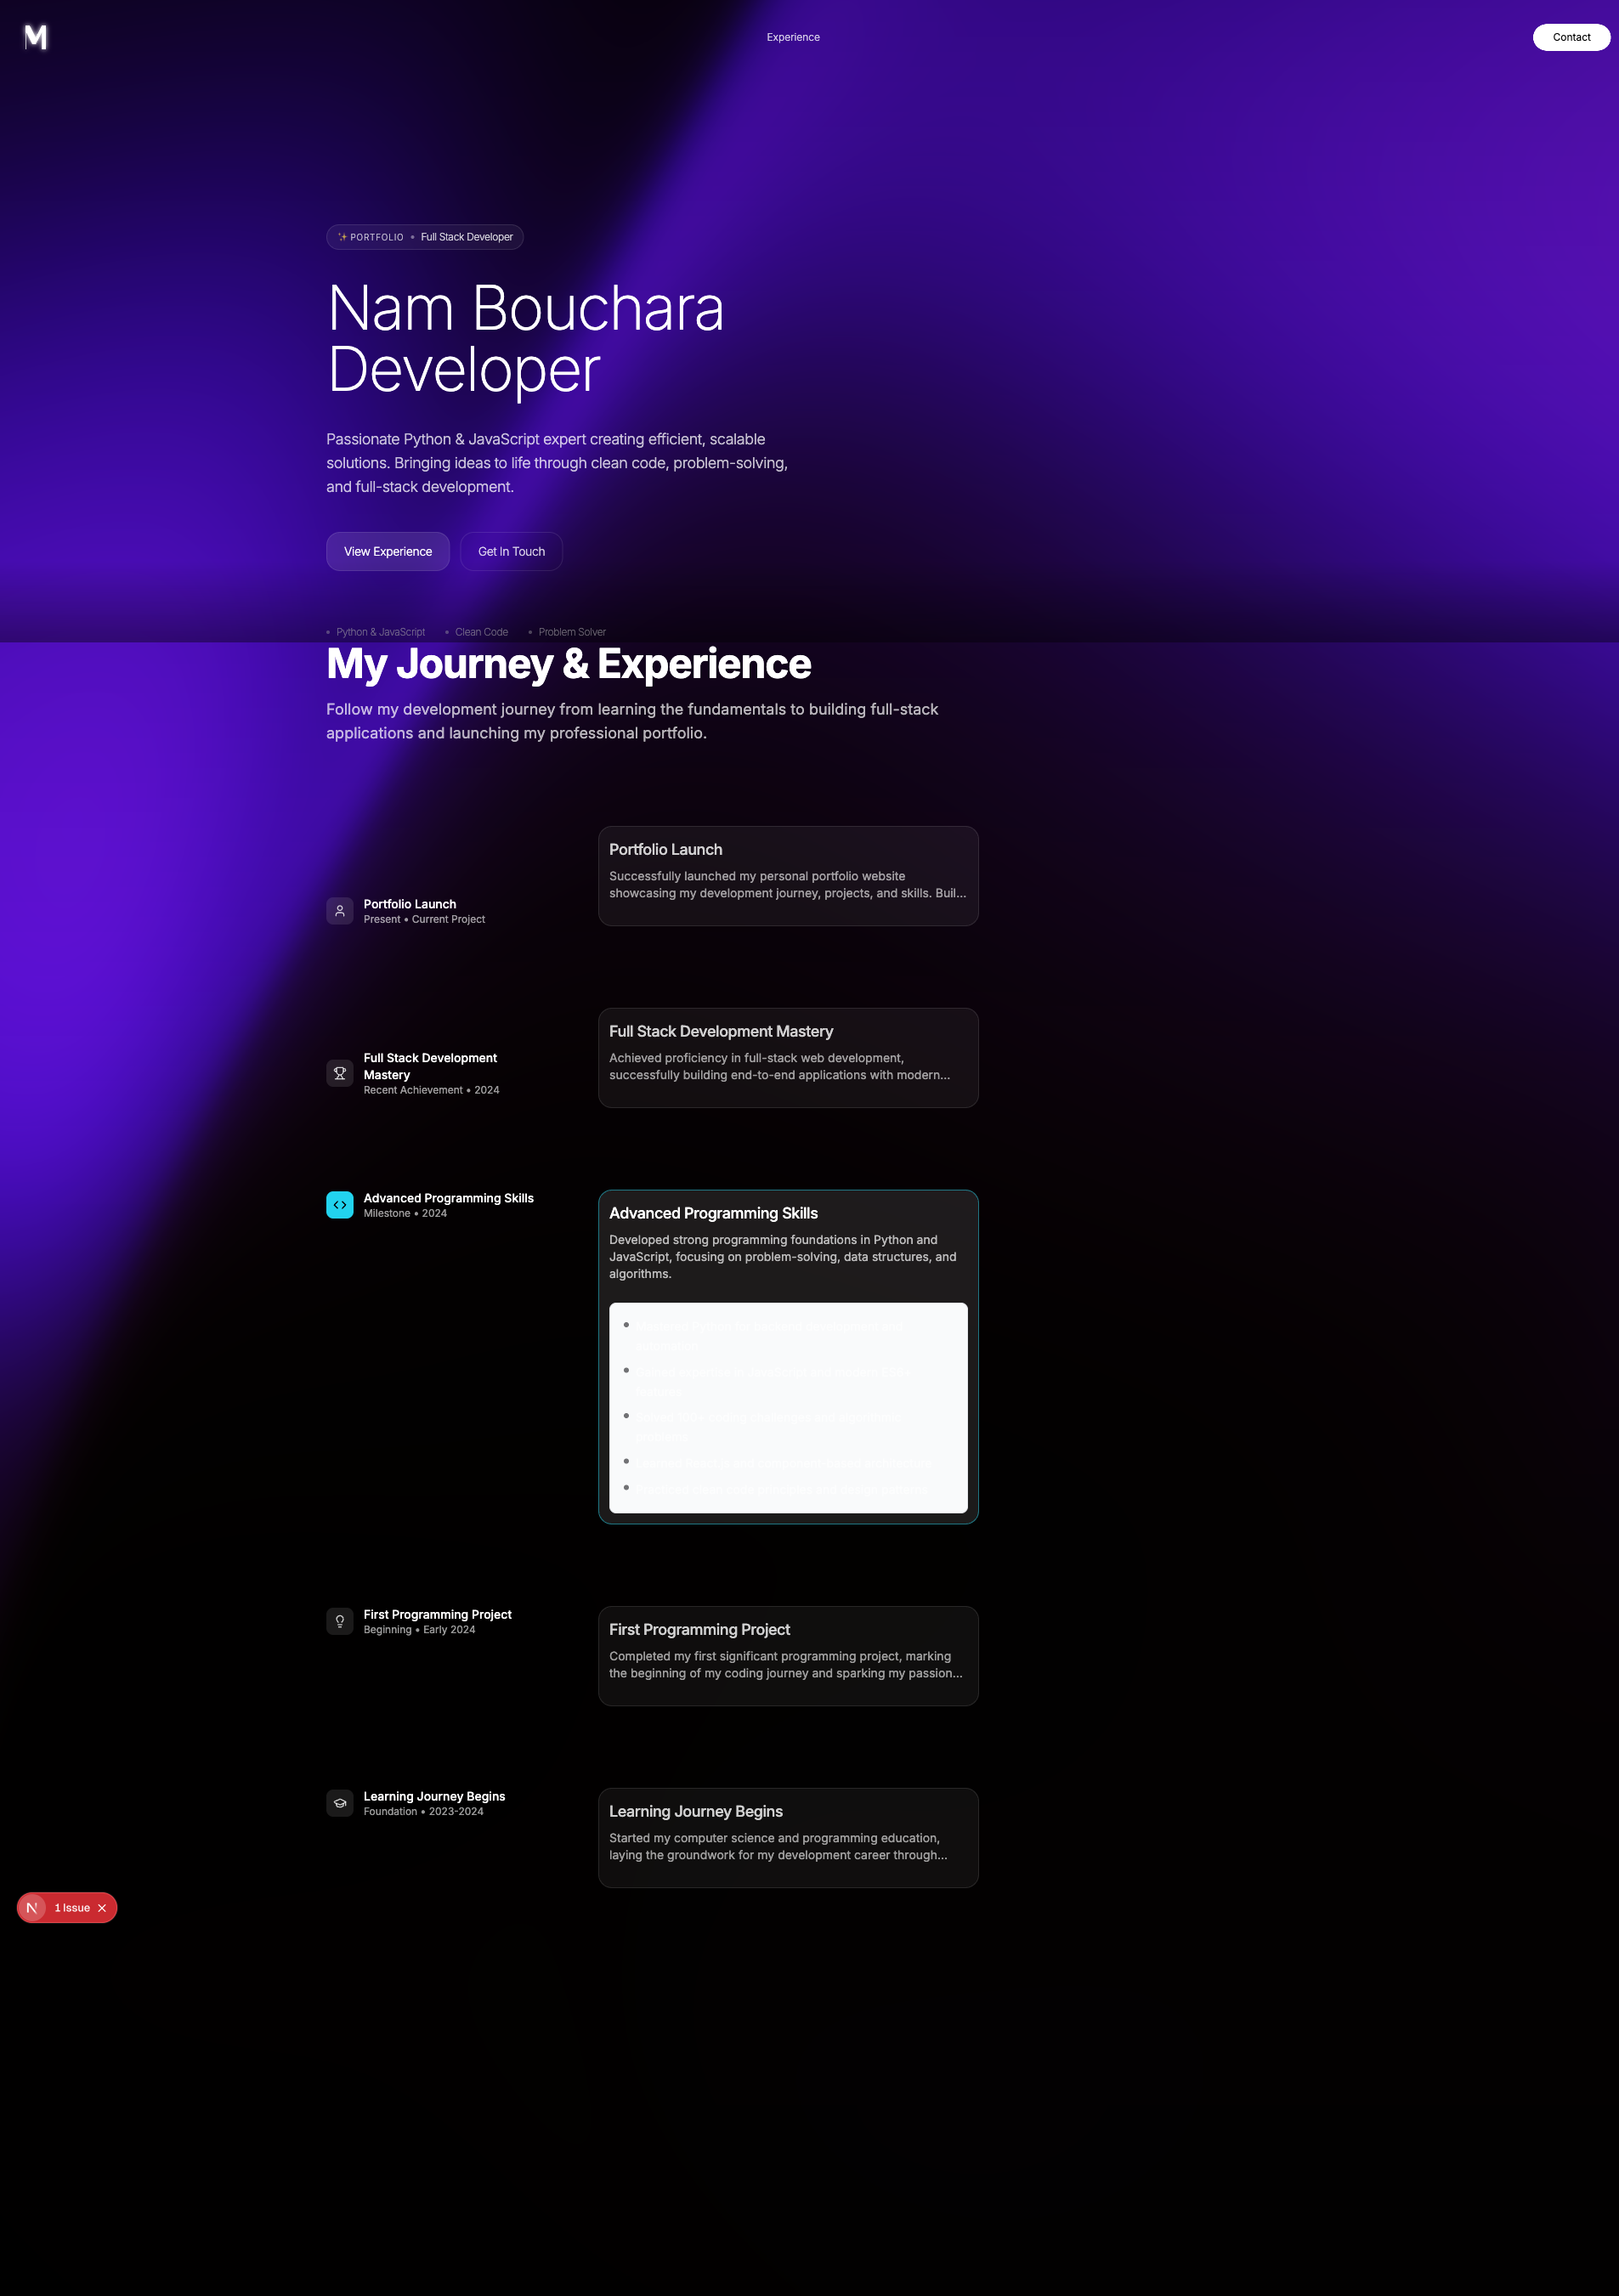 M
Experience
Contact
✨ PORTFOLIO • Full Stack Developer
Nam Bouchara
Developer
Passionate Python & JavaScript expert creating efficient, scalable
solutions. Bringing ideas to life through clean code, problem-solving,
and full-stack development.
View Experience
Get In Touch
• Python & JavaScript • Clean Code • Problem Solver
My Journey & Experience
Follow my development journey from learning the fundamentals to building full-stack
applications and launching my professional portfolio.
Portfolio Launch
Present • Current Project
Portfolio Launch
Successfully launched my personal portfolio website
showcasing my development journey, projects, and skills. Buil...
Full Stack Development
Mastery
Recent Achievement • 2024
Full Stack Development Mastery
Achieved proficiency in full-stack web development,
successfully building end-to-end applications with modern...
Advanced Programming Skills
Milestone • 2024
Advanced Programming Skills
Developed strong programming foundations in Python and
JavaScript, focusing on problem-solving, data structures, and
algorithms.
First Programming Project
Beginning • Early 2024
First Programming Project
Completed my first significant programming project, marking
the beginning of my coding journey and sparking my passion...
Learning Journey Begins
Foundation • 2023-2024
Learning Journey Begins
Started my computer science and programming education,
laying the groundwork for my development career through...
N 1 Issue